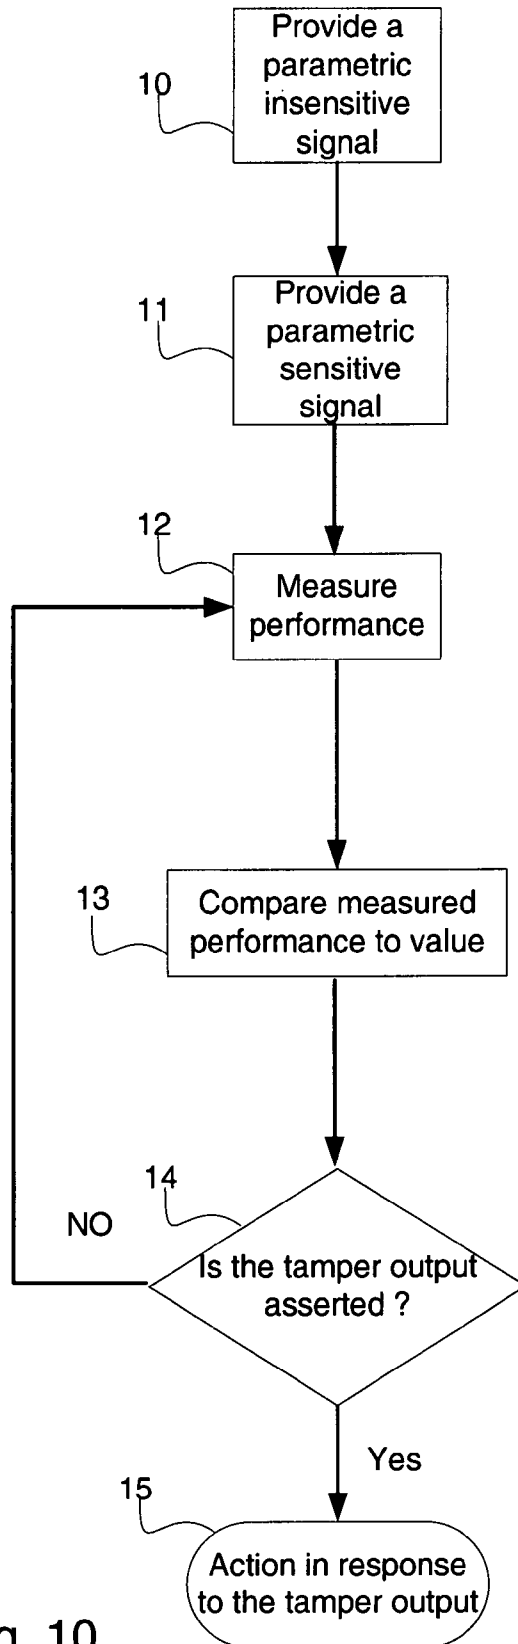 Provide a
parametric
insensitive
signal
10
Provide a
parametric
sensitive
signal
11
12
Measure
performance
13
Compare measured
performance to value
14
NO
Is the tamper output
asserted ?
Yes
15
Action in response
to the tamper output
10